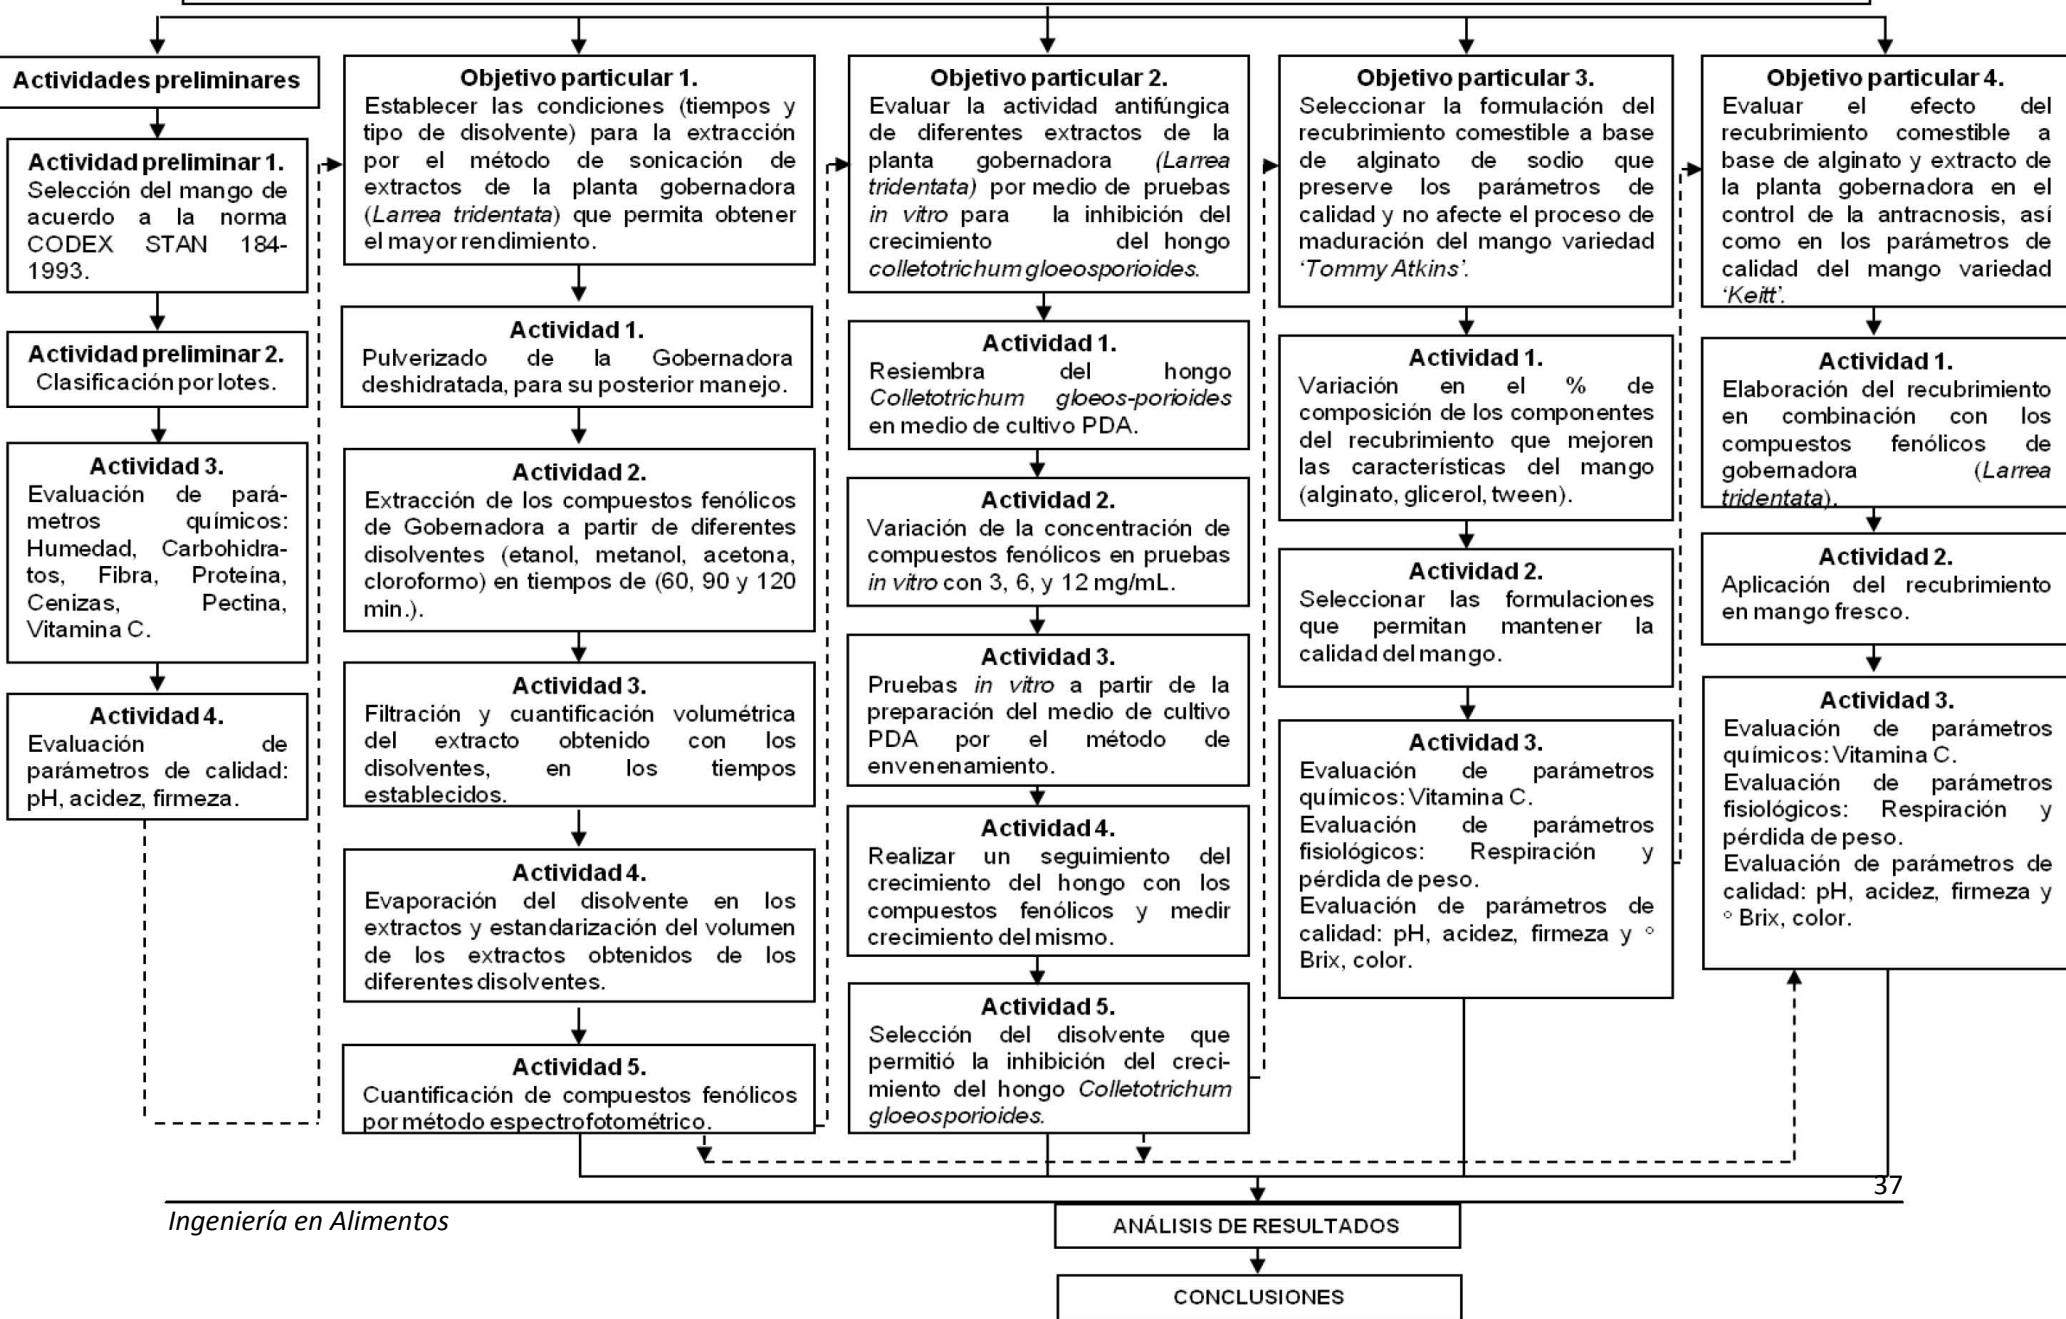 Actividades preliminares
Actividad preliminar 1.
Selección del mango de
acuerdo a la norma
CODEX STAN 184-
1993.
Actividad preliminar 2.
Clasificación por lotes.
Actividad 3.
Evaluación de pará-
metros químicos:
Humedad, Carbohidra-
tos, Fibra, Proteína,
Cenizas, Pectina,
Vitamina C.
Actividad 4.
Evaluación de
parámetros de calidad:
pH, acidez, firmeza.
Objetivo particular 1.
Establecer las condiciones (tiempos y
tipo de disolvente) para la extracción
por el método de sonicación de
extractos de la planta gobernadora
(Larrea tridentata) que permita obtener
el mayor rendimiento.
Actividad 1.
Pulverizado de la Gobernadora
deshidratada, para su posterior manejo.
Actividad 2.
Extracción de los compuestos fenólicos
de Gobernadora a partir de diferentes
disolventes (etanol, metanol, acetona,
cloroformo) en tiempos de (60, 90 y 120
min.).
Actividad 3.
Filtración y cuantificación volumétrica
del extracto obtenido con los
disolventes, en los tiempos
establecidos.
Actividad 4.
Evaporación del disolvente en los
extractos y estandarización del volumen
de los extractos obtenidos de los
diferentes disolventes.
Actividad 5.
Cuantificación de compuestos fenólicos
por método espectrofotométrico.
Objetivo particular 2.
Evaluar la actividad antifúngica
de diferentes extractos de la
planta gobernadora (Larrea
tridentata) por medio de pruebas
in vitro para la inhibición del
crecimiento del hongo
colletotrichum gloeosporioides.
Actividad 1.
Resiembra del hongo
Colletotrichum gloeos-porioides
en medio de cultivo PDA.
Actividad 2.
Variación de la concentración de
compuestos fenólicos en pruebas
in vitro con 3, 6, y 12 mg/mL.
Actividad 3.
Pruebas in vitro a partir de la
preparación del medio de cultivo
PDA por el método de
envenenamiento.
Actividad 4.
Realizar un seguimiento del
crecimiento del hongo con los
compuestos fenólicos y medir
crecimiento del mismo.
Actividad 5.
Selección del disolvente que
permitió la inhibición del creci-
miento del hongo Colletotrichum
gloeosporioides.
Objetivo particular 3.
Seleccionar la formulación del
recubrimiento comestible a base
de alginato de sodio que
preserve los parámetros de
calidad y no afecte el proceso de
maduración del mango variedad
‘Tommy Atkins’.
Actividad 1.
Variación en el % de
composición de los componentes
del recubrimiento que mejoren
las características del mango
(alginato, glicerol, tween).
Actividad 2.
Seleccionar las formulaciones
que permitan mantener la
calidad del mango.
Actividad 3.
Evaluación de parámetros
químicos: Vitamina C.
Evaluación de parámetros
fisiológicos: Respiración y
pérdida de peso.
Evaluación de parámetros de
calidad: pH, acidez, firmeza y °
Brix, color.
Objetivo particular 4.
Evaluar el efecto del
recubrimiento comestible a
base de alginato y extracto de
la planta gobernadora en el
control de la antracnosis, así
como en los parámetros de
calidad del mango variedad
‘Keitt’.
Actividad 1.
Elaboración del recubrimiento
en combinación con los
compuestos fenólicos de
gobernadora (Larrea
tridentata).
Actividad 2.
Aplicación del recubrimiento
en mango fresco.
Actividad 3.
Evaluación de parámetros
químicos: Vitamina C.
Evaluación de parámetros
fisiológicos: Respiración y
pérdida de peso.
Evaluación de parámetros de
calidad: pH, acidez, firmeza y
° Brix, color.
37
Ingeniería en Alimentos
ANÁLISIS DE RESULTADOS
CONCLUSIONES